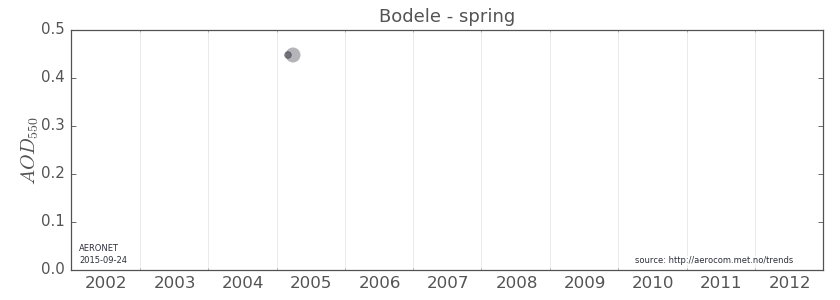 Bodele - spring
0.5
0.4
0.3
0.2
0.1
0.0
AOD550
AERONET
2015-09-24
source: http://aerocom.met.no/trends
2002 2003 2004 2005 2006 2007 2008 2009 2010 2011 2012